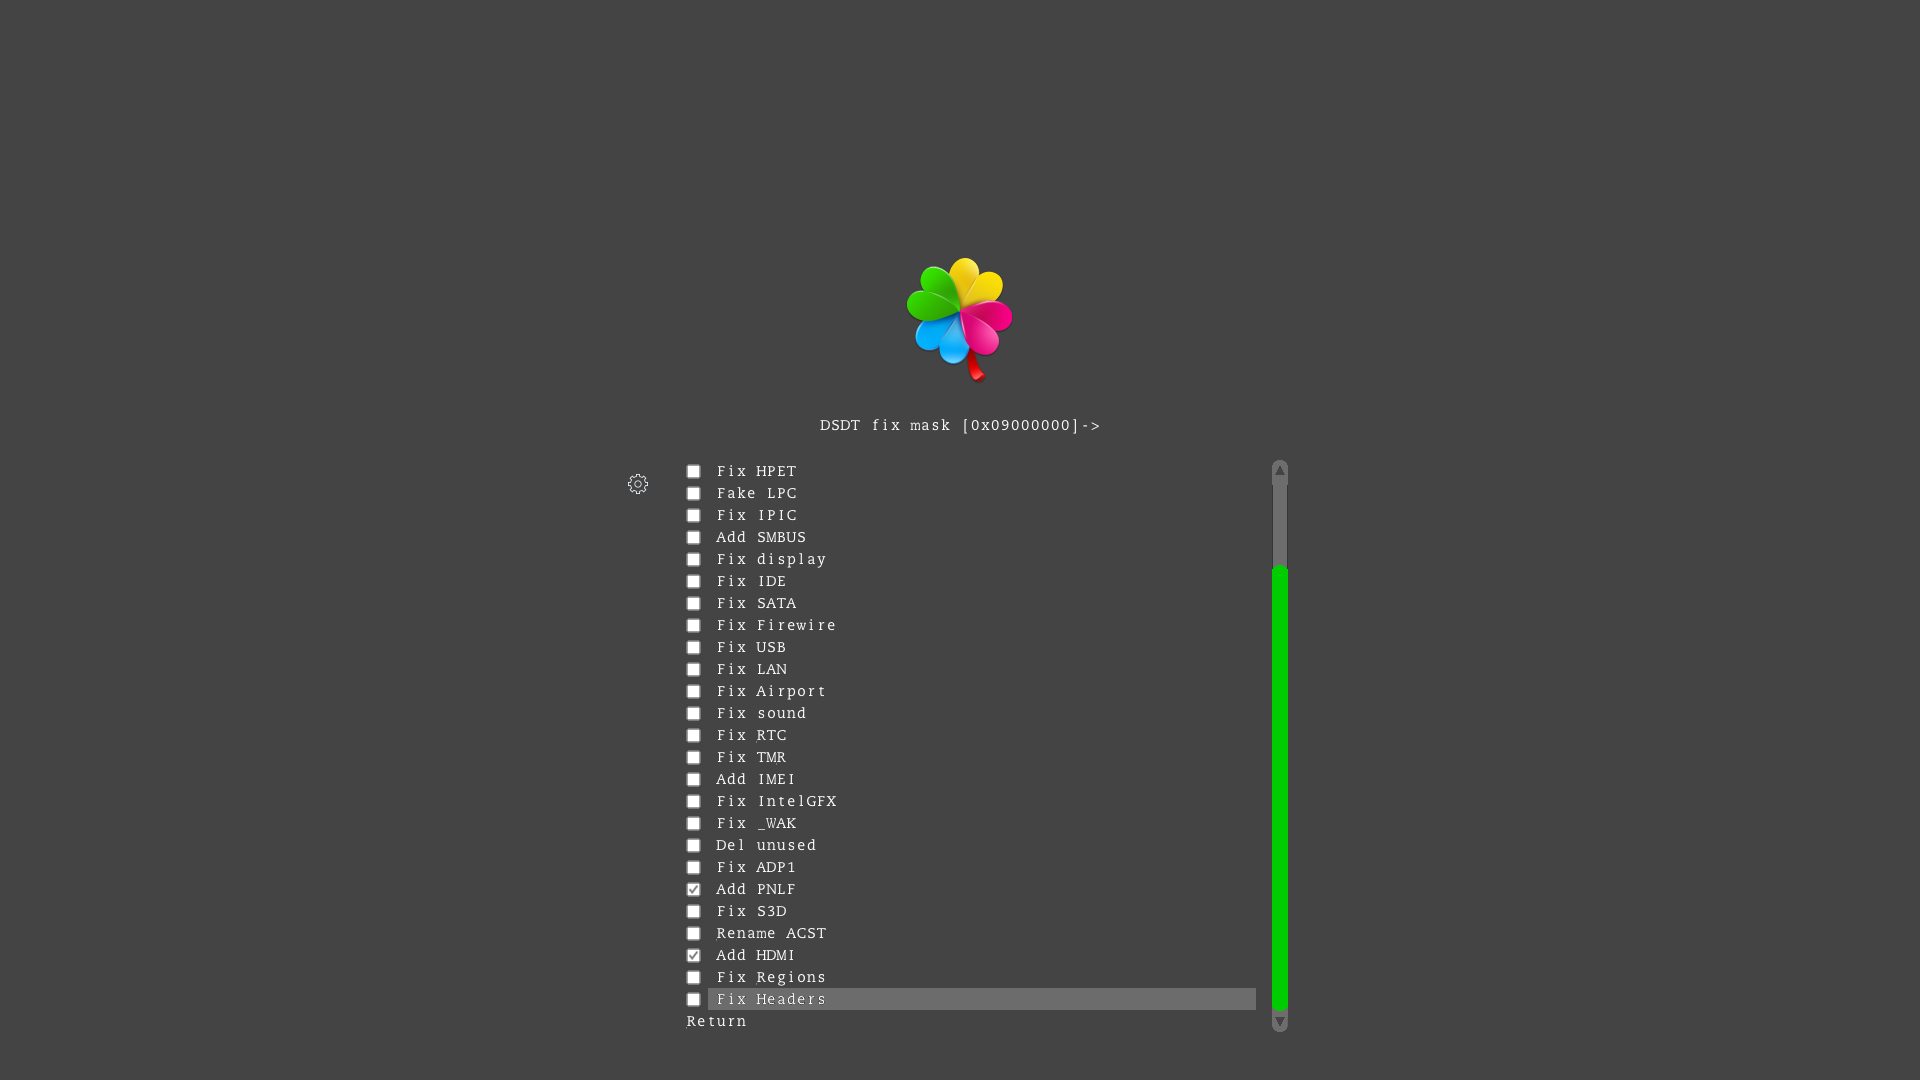 DSDT fix mask [0x09000000]->
Fix HPET
Fake LPC
Fix IPIC
Add SMBUS
Fix display
Fix IDE
Fix SATA
Fix Firewire
Fix USB
Fix LAN
Fix Airport
Fix sound
Fix RTC
Fix TMR
Add IMEI
Fix IntelGFX
Fix _WAK
Del unused
Fix ADP1
Add PNLF
Fix S3D
Rename ACST
Add HDMI
Fix Regions
Fix Headers
Return